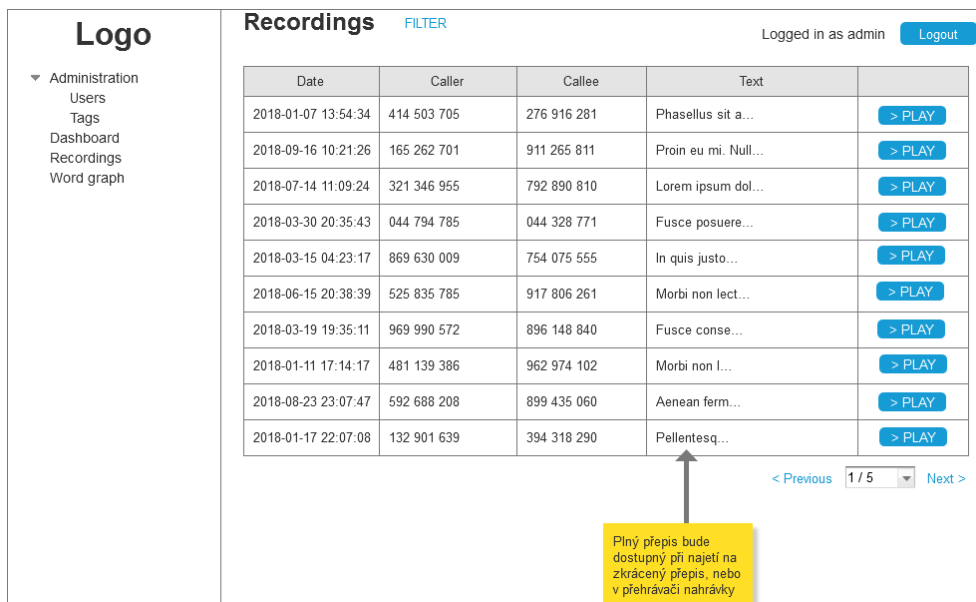 Logo
Administration
Users
Tags
Dashboard
Recordings
Word graph
Recordings FILTER
Logged in as admin Logout
Date Caller Callee Text
2018-01-07 13:54:34 414 503 705 276 916 281 Phasellus sit a... > PLAY
2018-09-16 10:21:26 165 262 701 911 265 811 Proin eu mi. Null... > PLAY
2018-07-14 11:09:24 321 346 955 792 890 810 Lorem ipsum dol... > PLAY
2018-03-30 20:35:43 044 794 785 044 328 771 Fusce posuere... > PLAY
2018-03-15 04:23:17 869 630 009 754 075 555 In quis justo... > PLAY
2018-06-15 20:38:39 525 835 785 917 806 261 Morbi non lect... > PLAY
2018-03-19 19:35:11 969 990 572 896 148 840 Fusce conse... > PLAY
2018-01-11 17:14:17 481 139 386 962 974 102 Morbi non l... > PLAY
2018-08-23 23:07:47 592 688 208 899 435 060 Aenean ferm... > PLAY
2018-01-17 22:07:08 132 901 639 394 318 290 Pellentesq... > PLAY
< Previous 1 / 5 Next >
Plný přepis bude
dostupný při najetí na
zkrácený přepis, nebo
v přehrávači nahrávky